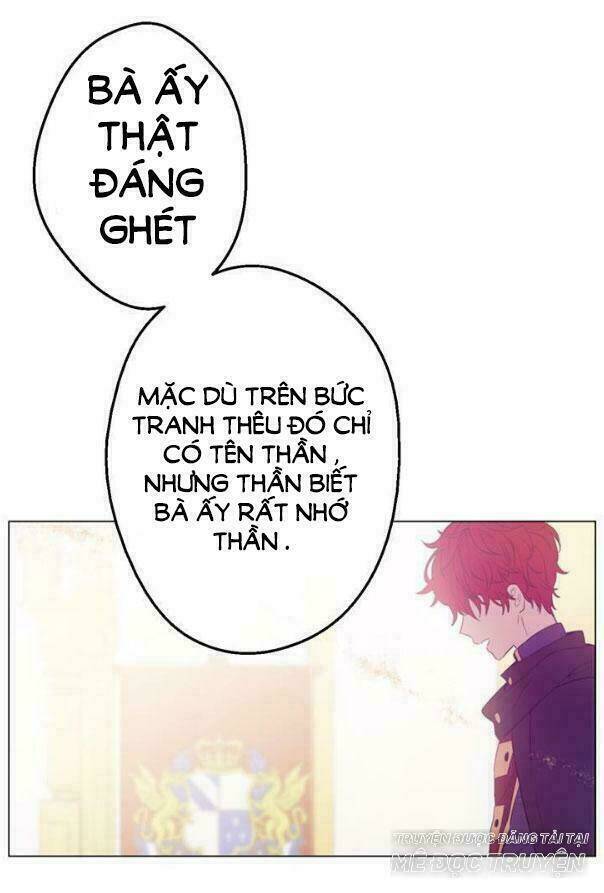 BÀ ẤY
THẬT
ĐÁNG
GHÉT
MẶC DÙ TRÊN BỨC
TRANH THÊU ĐÓ CHỈ
CÓ TÊN THẦN ,
NHƯNG THẦN BIẾT
BÀ ẤY RẤT NHỚ
THẦN .
TRUYỆN ĐƯỢC ĐĂNG TẢI TẠI
MÊ ĐỌC TRUYỆN